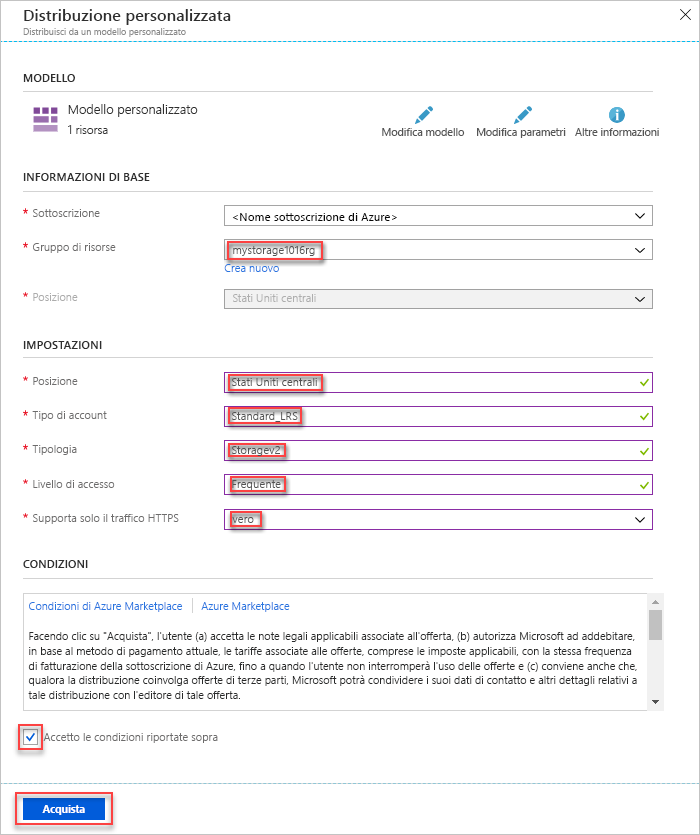 Distribuzione personalizzata
Distribuisci da un modello personalizzato
MODELLO
Modello personalizzato
1 risorsa
Modifica modello
Modifica parametri
Altre informazioni
INFORMAZIONI DI BASE
* Sottoscrizione
<Nome sottoscrizione di Azure>
* Gruppo di risorse
mystorage1016rg
Crea nuovo
* Posizione
Stati Uniti centrali
IMPOSTAZIONI
* Posizione
Stati Uniti centrali
* Tipo di account
Standard_LRS
* Tipologia
Storagev2
* Livello di accesso
Frequente
* Supporta solo il traffico HTTPS
vero
CONDIZIONI
Condizioni di Azure Marketplace
Azure Marketplace
Facendo clic su "Acquista", l'utente (a) accetta le note legali applicabili associate all'offerta, (b) autorizza Microsoft ad addebitare,
in base al metodo di pagamento attuale, le tariffe associate alle offerte, comprese le imposte applicabili, con la stessa frequenza
di fatturazione della sottoscrizione di Azure, fino a quando l'utente non interromperà l'uso delle offerte e (c) conviene anche che,
qualora la distribuzione coinvolga offerte di terze parti, Microsoft potrà condividere i suoi dati di contatto e altri dettagli relativi a
tale distribuzione con l'editore di tale offerta.
Accetto le condizioni riportate sopra
Acquista